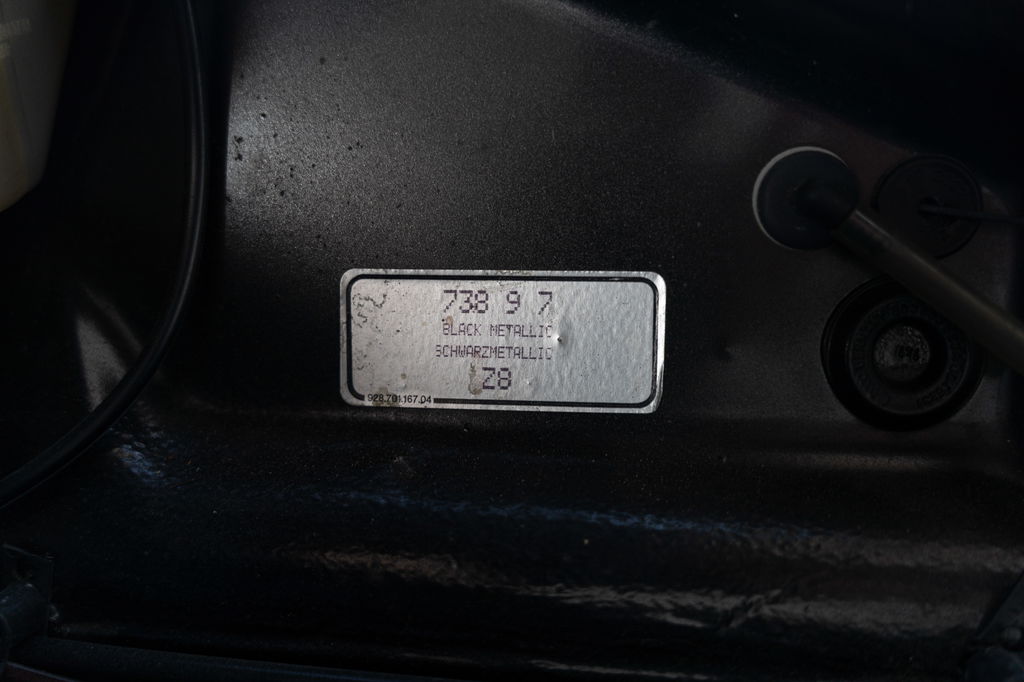 738 9 7
BLACK METALLIC
SCHWARZMETALLIC
Z8
928.701.167.04